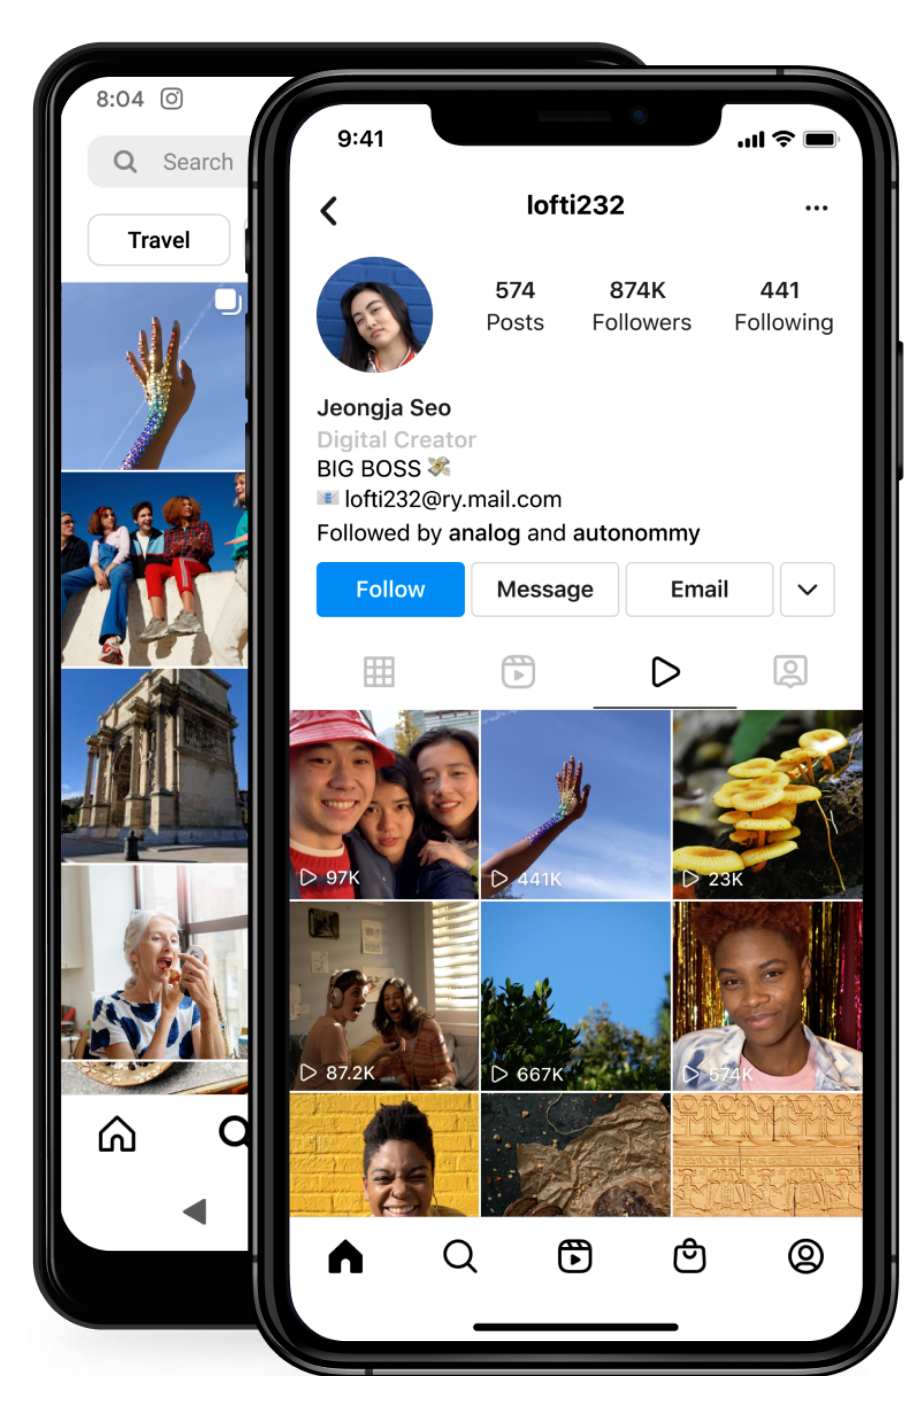 8:04
Search
Travel
9:41
lofti232
574 874K 441
Posts Followers Following
Jeongja Seo
Digital Creator
BIG BOSS 💸
📧 lofti232@ry.mail.com
Followed by analog and autonommy
Follow Message Email
97K 441K 23K
87.2K 667K 574K